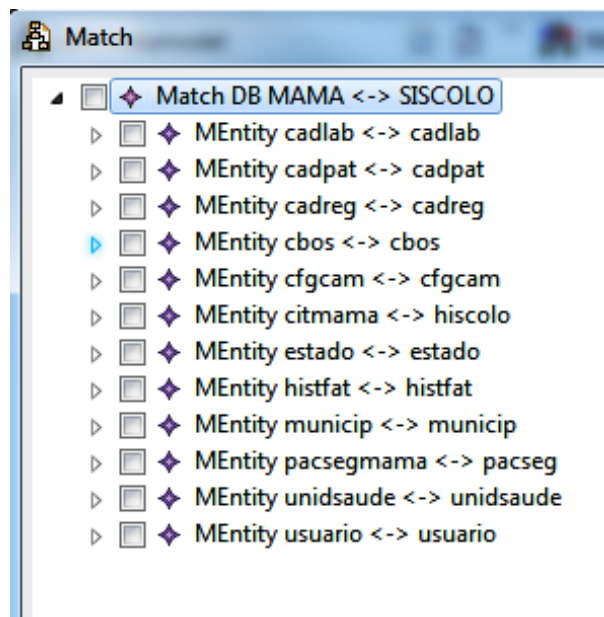 Match
Match DB MAMA <-> SISCOLO
MEntity cadlab <-> cadlab
MEntity cadpat <-> cadpat
MEntity cadreg <-> cadreg
MEntity cbos <-> cbos
MEntity cfgcam <-> cfgcam
MEntity citmama <-> hiscolo
MEntity estado <-> estado
MEntity histfat <-> histfat
MEntity municip <-> municip
MEntity pacsegmama <-> pacseg
MEntity unidsaude <-> unidsaude
MEntity usuario <-> usuario